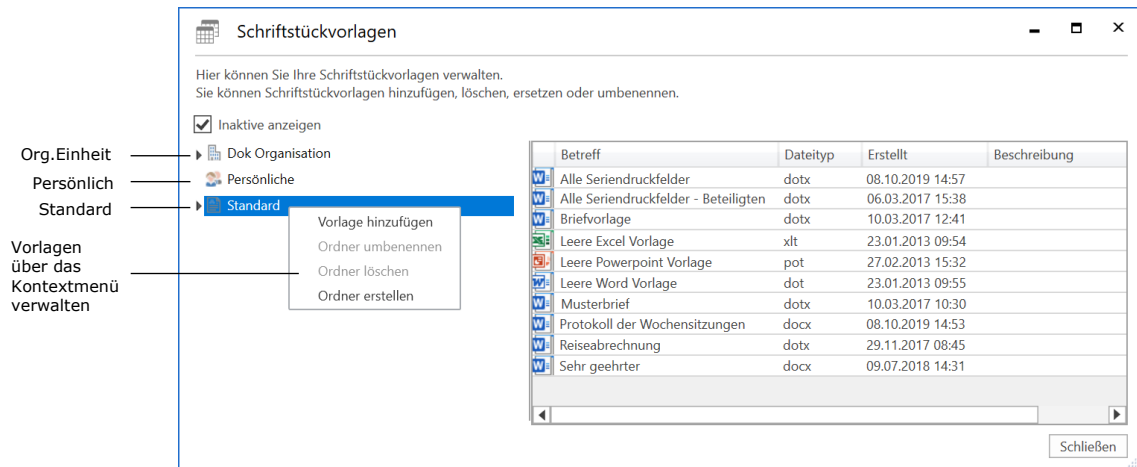 Schriftstückvorlagen
Hier können Sie Ihre Schriftstückvorlagen verwalten.
Sie können Schriftstückvorlagen hinzufügen, löschen, ersetzen oder umbenennen.
Inaktive anzeigen
Org.Einheit
Dok Organisation
Persönlich
Persönliche
Standard
Standard
Vorlagen
über das
Kontextmenü
verwalten
Vorlage hinzufügen
Ordner umbenennen
Ordner löschen
Ordner erstellen
Betreff Dateityp Erstellt Beschreibung
Alle Seriendruckfelder dotx 08.10.2019 14:57
Alle Seriendruckfelder - Beteiligten dotx 06.03.2017 15:38
Briefvorlage dotx 10.03.2017 12:41
Leere Excel Vorlage xlt 23.01.2013 09:54
Leere Powerpoint Vorlage pot 27.02.2013 15:32
Leere Word Vorlage dot 23.01.2013 09:55
Musterbrief dotx 10.03.2017 10:30
Protokoll der Wochensitzungen docx 08.10.2019 14:53
Reiseabrechnung dotx 29.11.2017 08:45
Sehr geehrter docx 09.07.2018 14:31
Schließen